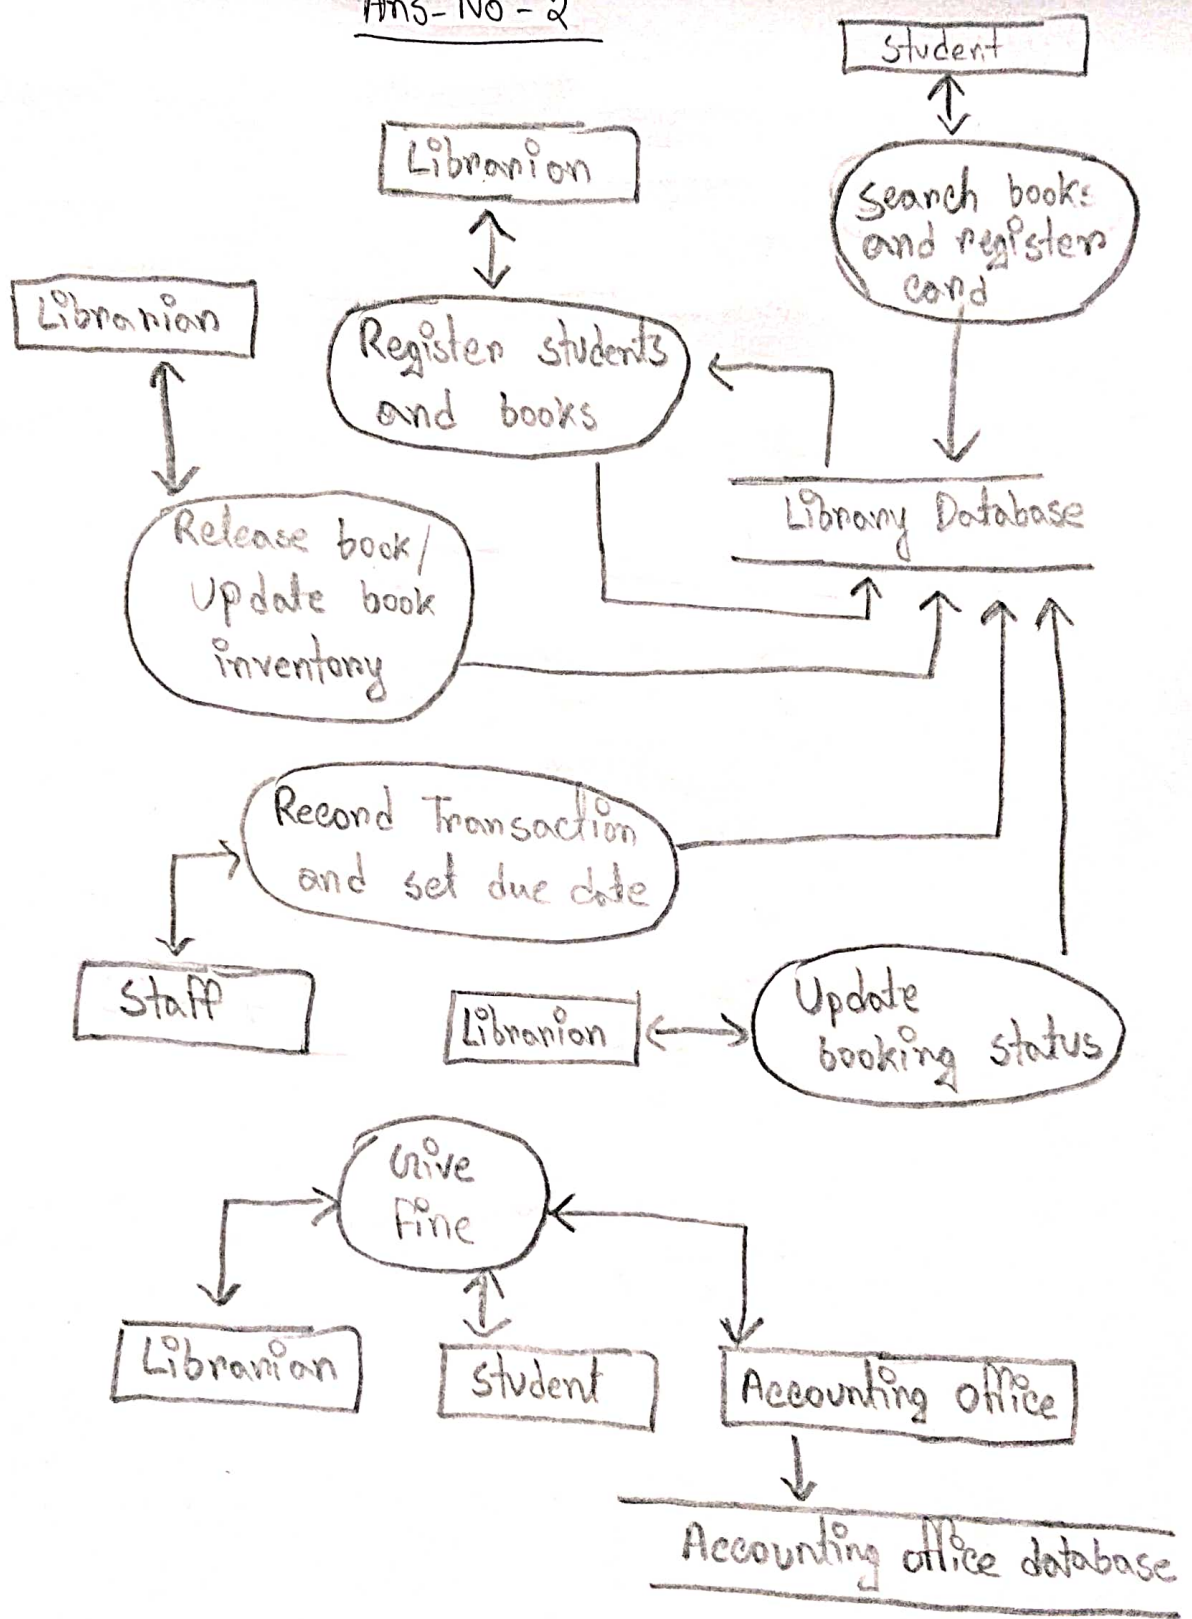 Ans-No-2
Student
Librarian
Search books
and register
card
Librarian
Register students
and books
Library Database
Release book/
Update book
inventory
Record Transaction
and set due date
Staff
Librarian
Update
booking status
Give
Fine
Librarian
Student
Accounting office
Accounting office database